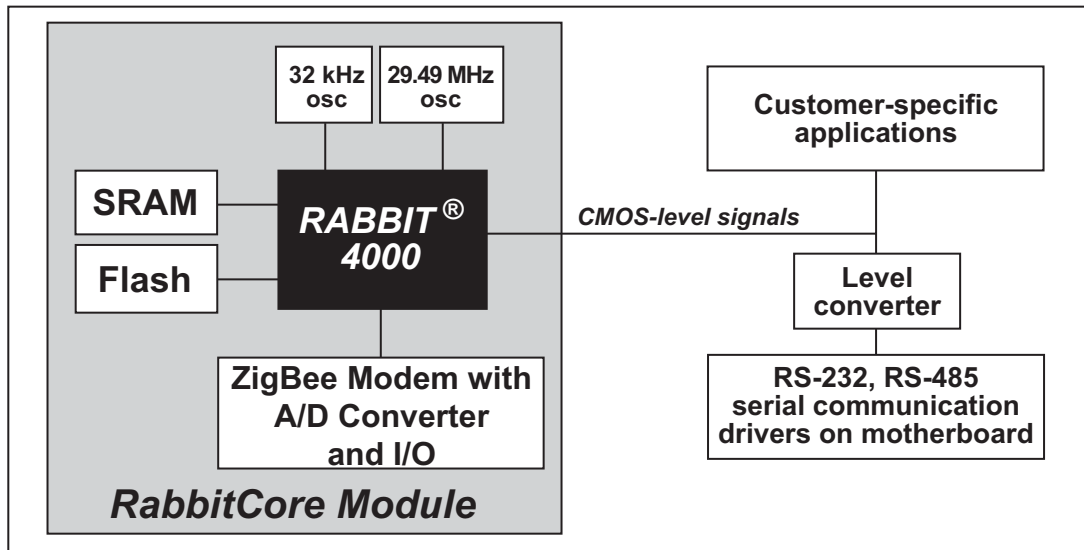 32 kHz
osc
29.49 MHz
osc
Customer-specific
applications
SRAM
RABBIT®
4000
CMOS-level signals
Flash
Level
converter
ZigBee Modem with
A/D Converter
and I/O
RS-232, RS-485
serial communication
drivers on motherboard
RabbitCore Module